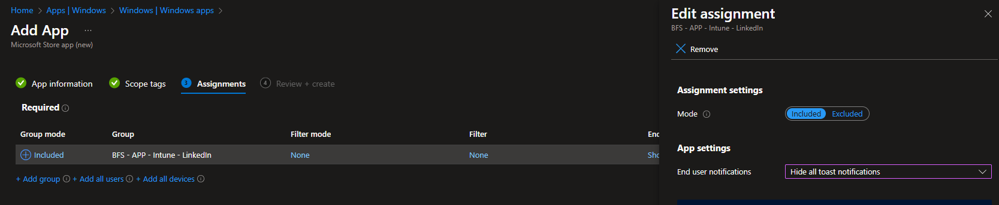 Home > Apps | Windows > Windows | Windows apps >
Add App ...
Microsoft Store app (new)
App information
Scope tags
3 Assignments
4 Review + create
Required
Group mode Group Filter mode Filter
Included BFS - APP - Intune - LinkedIn None None
+ Add group + Add all users + Add all devices
Edit assignment
BFS - APP - Intune - LinkedIn
Remove
Assignment settings
Mode Included Excluded
App settings
End user notifications Hide all toast notifications